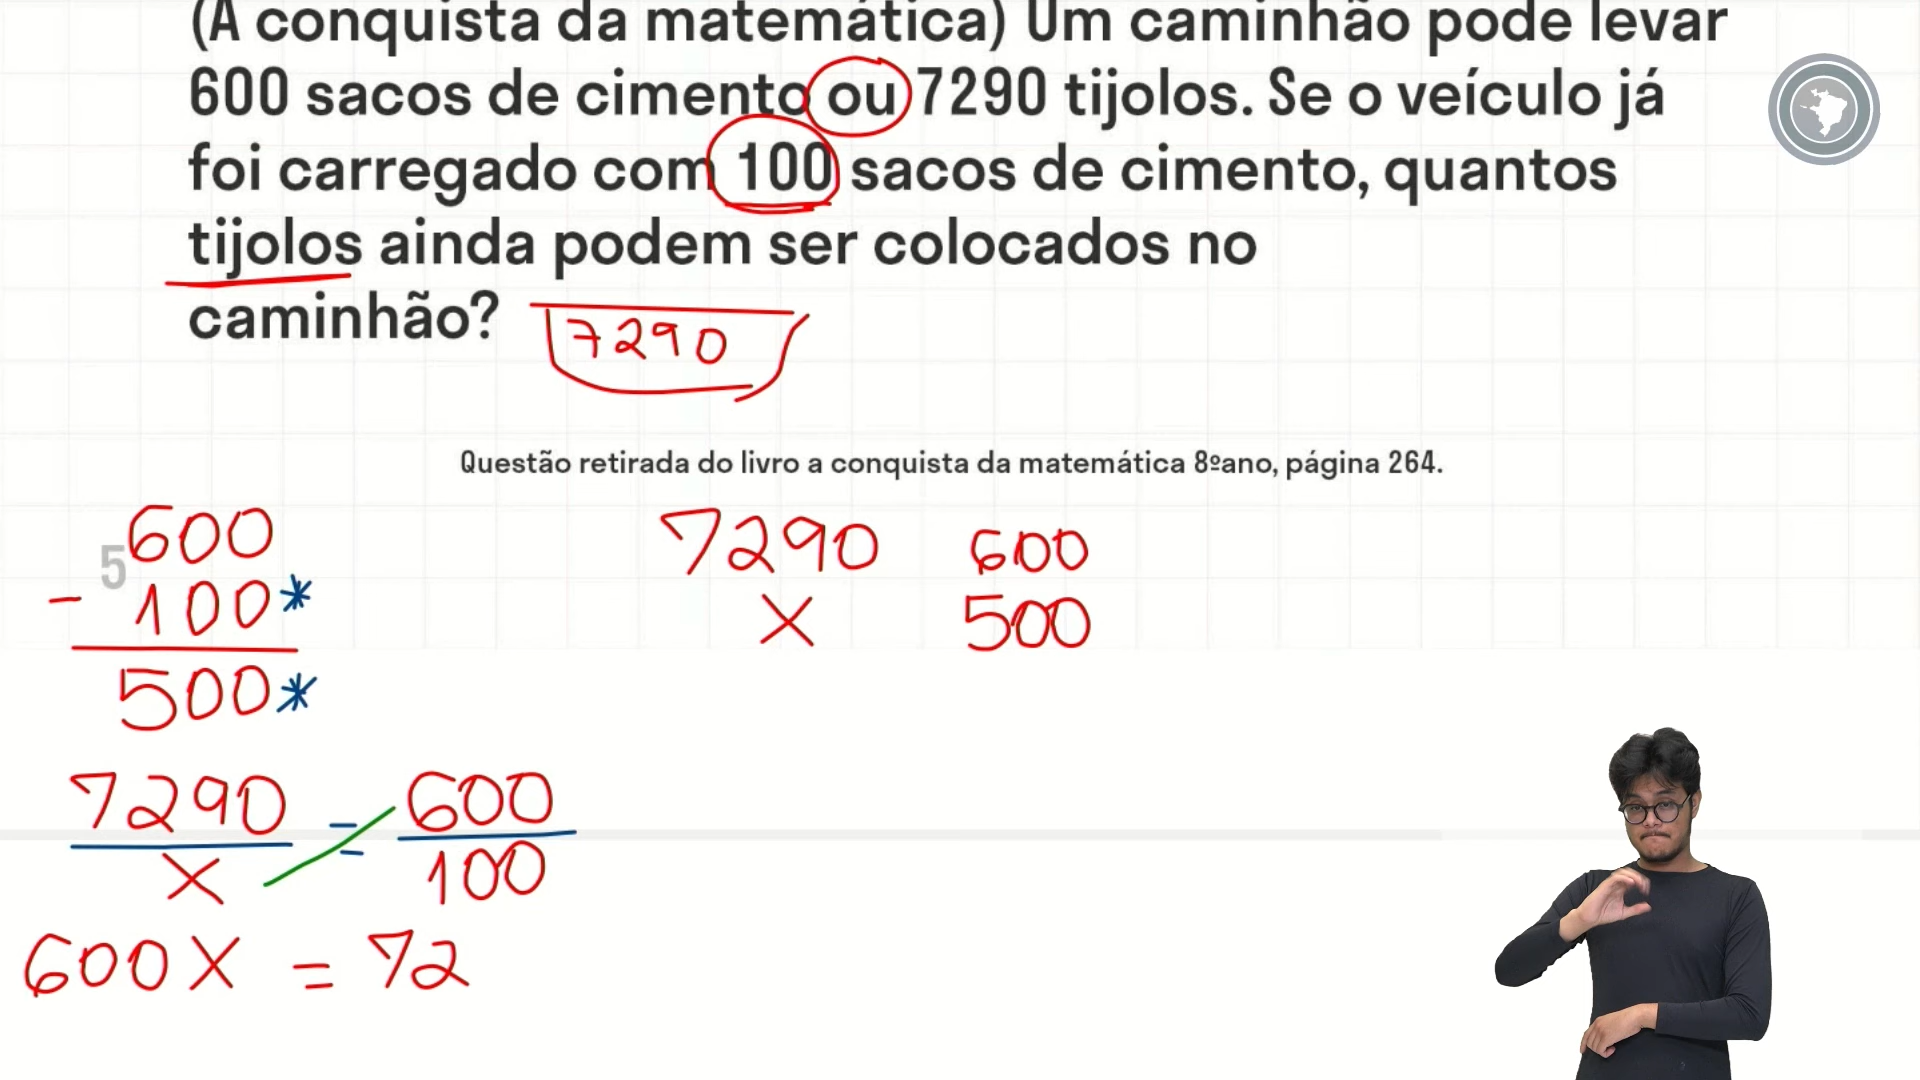 (A conquista da matemática) Um caminhão pode levar
600 sacos de cimento ou 7290 tijolos. Se o veículo já
foi carregado com 100 sacos de cimento, quantos
tijolos ainda podem ser colocados no
caminhão?
7290
Questão retirada do livro a conquista da matemática 8ºano, página 264.
5
600
- 100*
500*
7290 600
X 500
7290 = 600
X 100
600X = 72